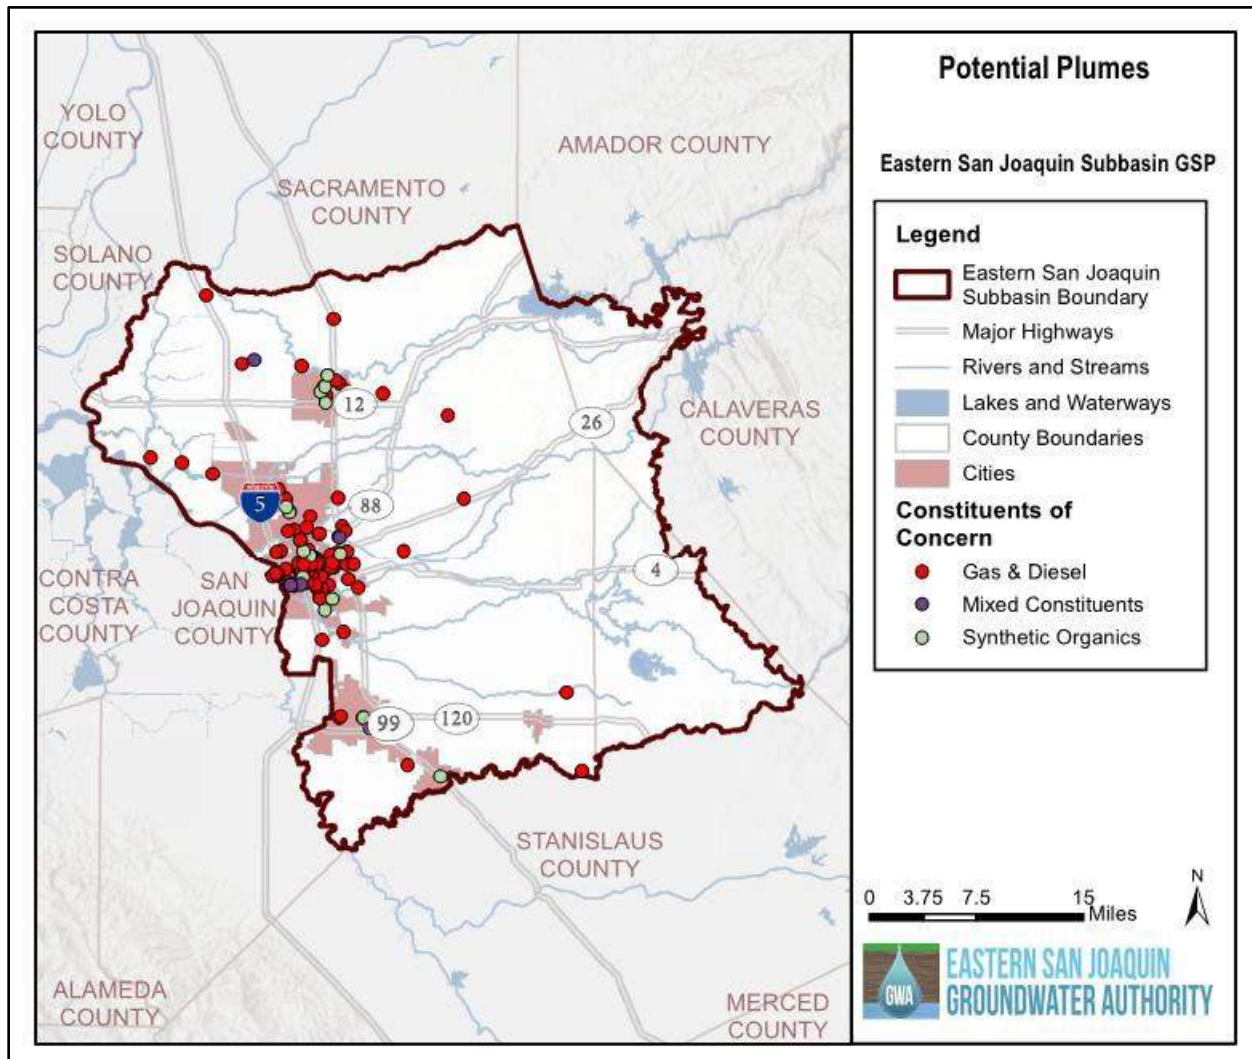 Potential Plumes
Eastern San Joaquin Subbasin GSP
Legend
Eastern San Joaquin
Subbasin Boundary
Major Highways
Rivers and Streams
Lakes and Waterways
County Boundaries
Cities
Constituents of
Concern
Gas & Diesel
Mixed Constituents
Synthetic Organics
N
0 3.75 7.5 15
Miles
GWA
EASTERN SAN JOAQUIN
GROUNDWATER AUTHORITY
YOLO
COUNTY
AMADOR COUNTY
SACRAMENTO
COUNTY
SOLANO
COUNTY
12
26
CALAVERAS
COUNTY
5
88
4
CONTRA
COSTA
COUNTY
SAN
JOAQUIN
COUNTY
99
120
STANISLAUS
COUNTY
ALAMEDA
COUNTY
MERCED
COUNTY